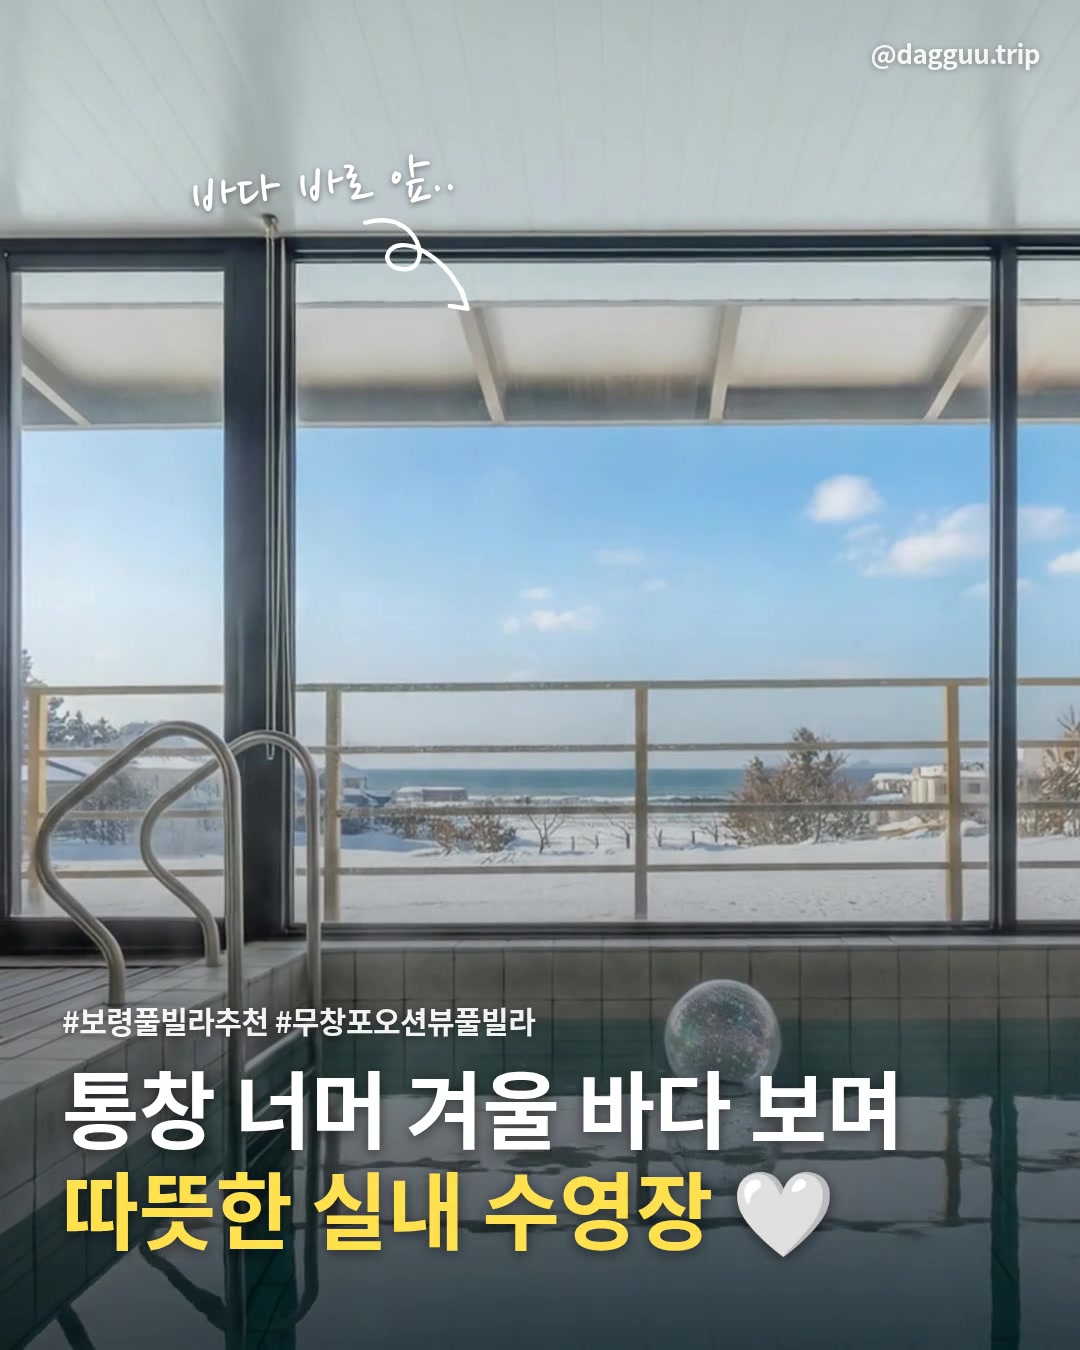 @dagguu.trip
바다 바로 앞..
#보령풀빌라추천 #무창포오션뷰풀빌라
통창 너머 겨울 바다 보며
따뜻한 실내 수영장 🤍